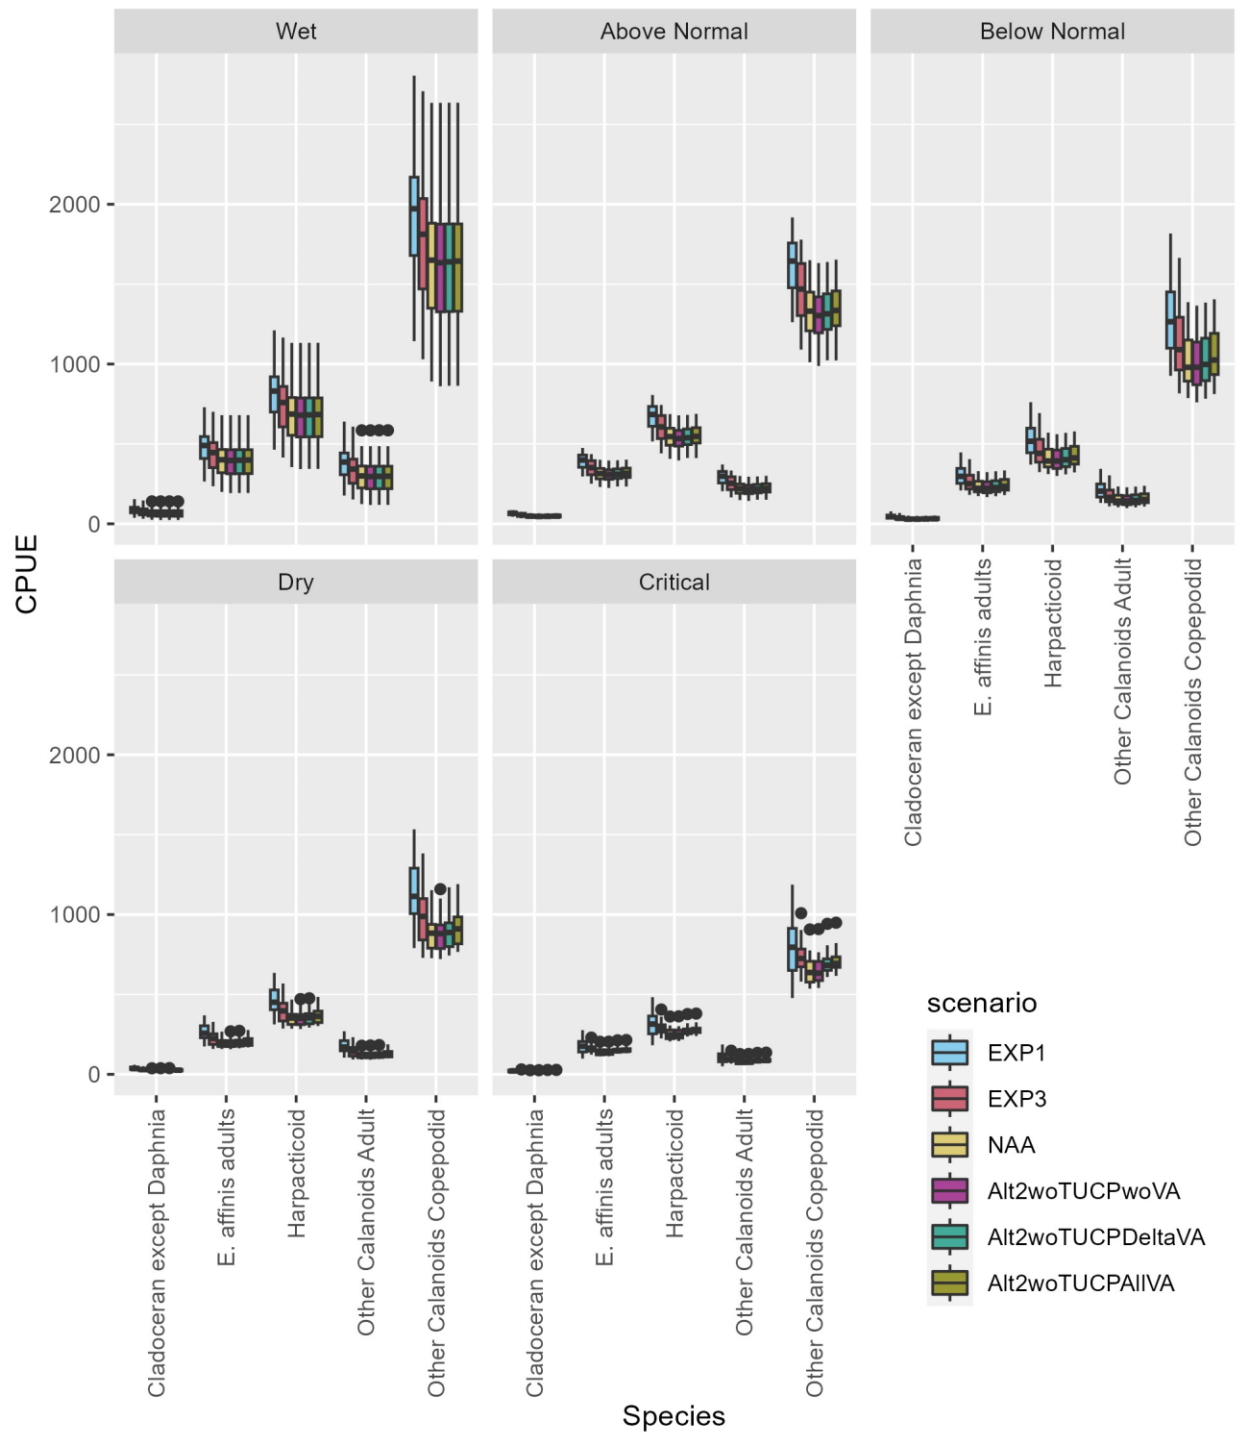 Wet
Above Normal
Below Normal
2000
1000
0
CPUE
Cladoceran except Daphnia
E. affinis adults
Harpacticoid
Other Calanoids Adult
Other Calanoids Copepodid
Dry
Critical
2000
1000
0
Cladoceran except Daphnia
E. affinis adults
Harpacticoid
Other Calanoids Adult
Other Calanoids Copepodid
Cladoceran except Daphnia
E. affinis adults
Harpacticoid
Other Calanoids Adult
Other Calanoids Copepodid
Species
scenario
EXP1
EXP3
NAA
Alt2woTUCPwoVA
Alt2woTUCPDeltaVA
Alt2woTUCPAllVA